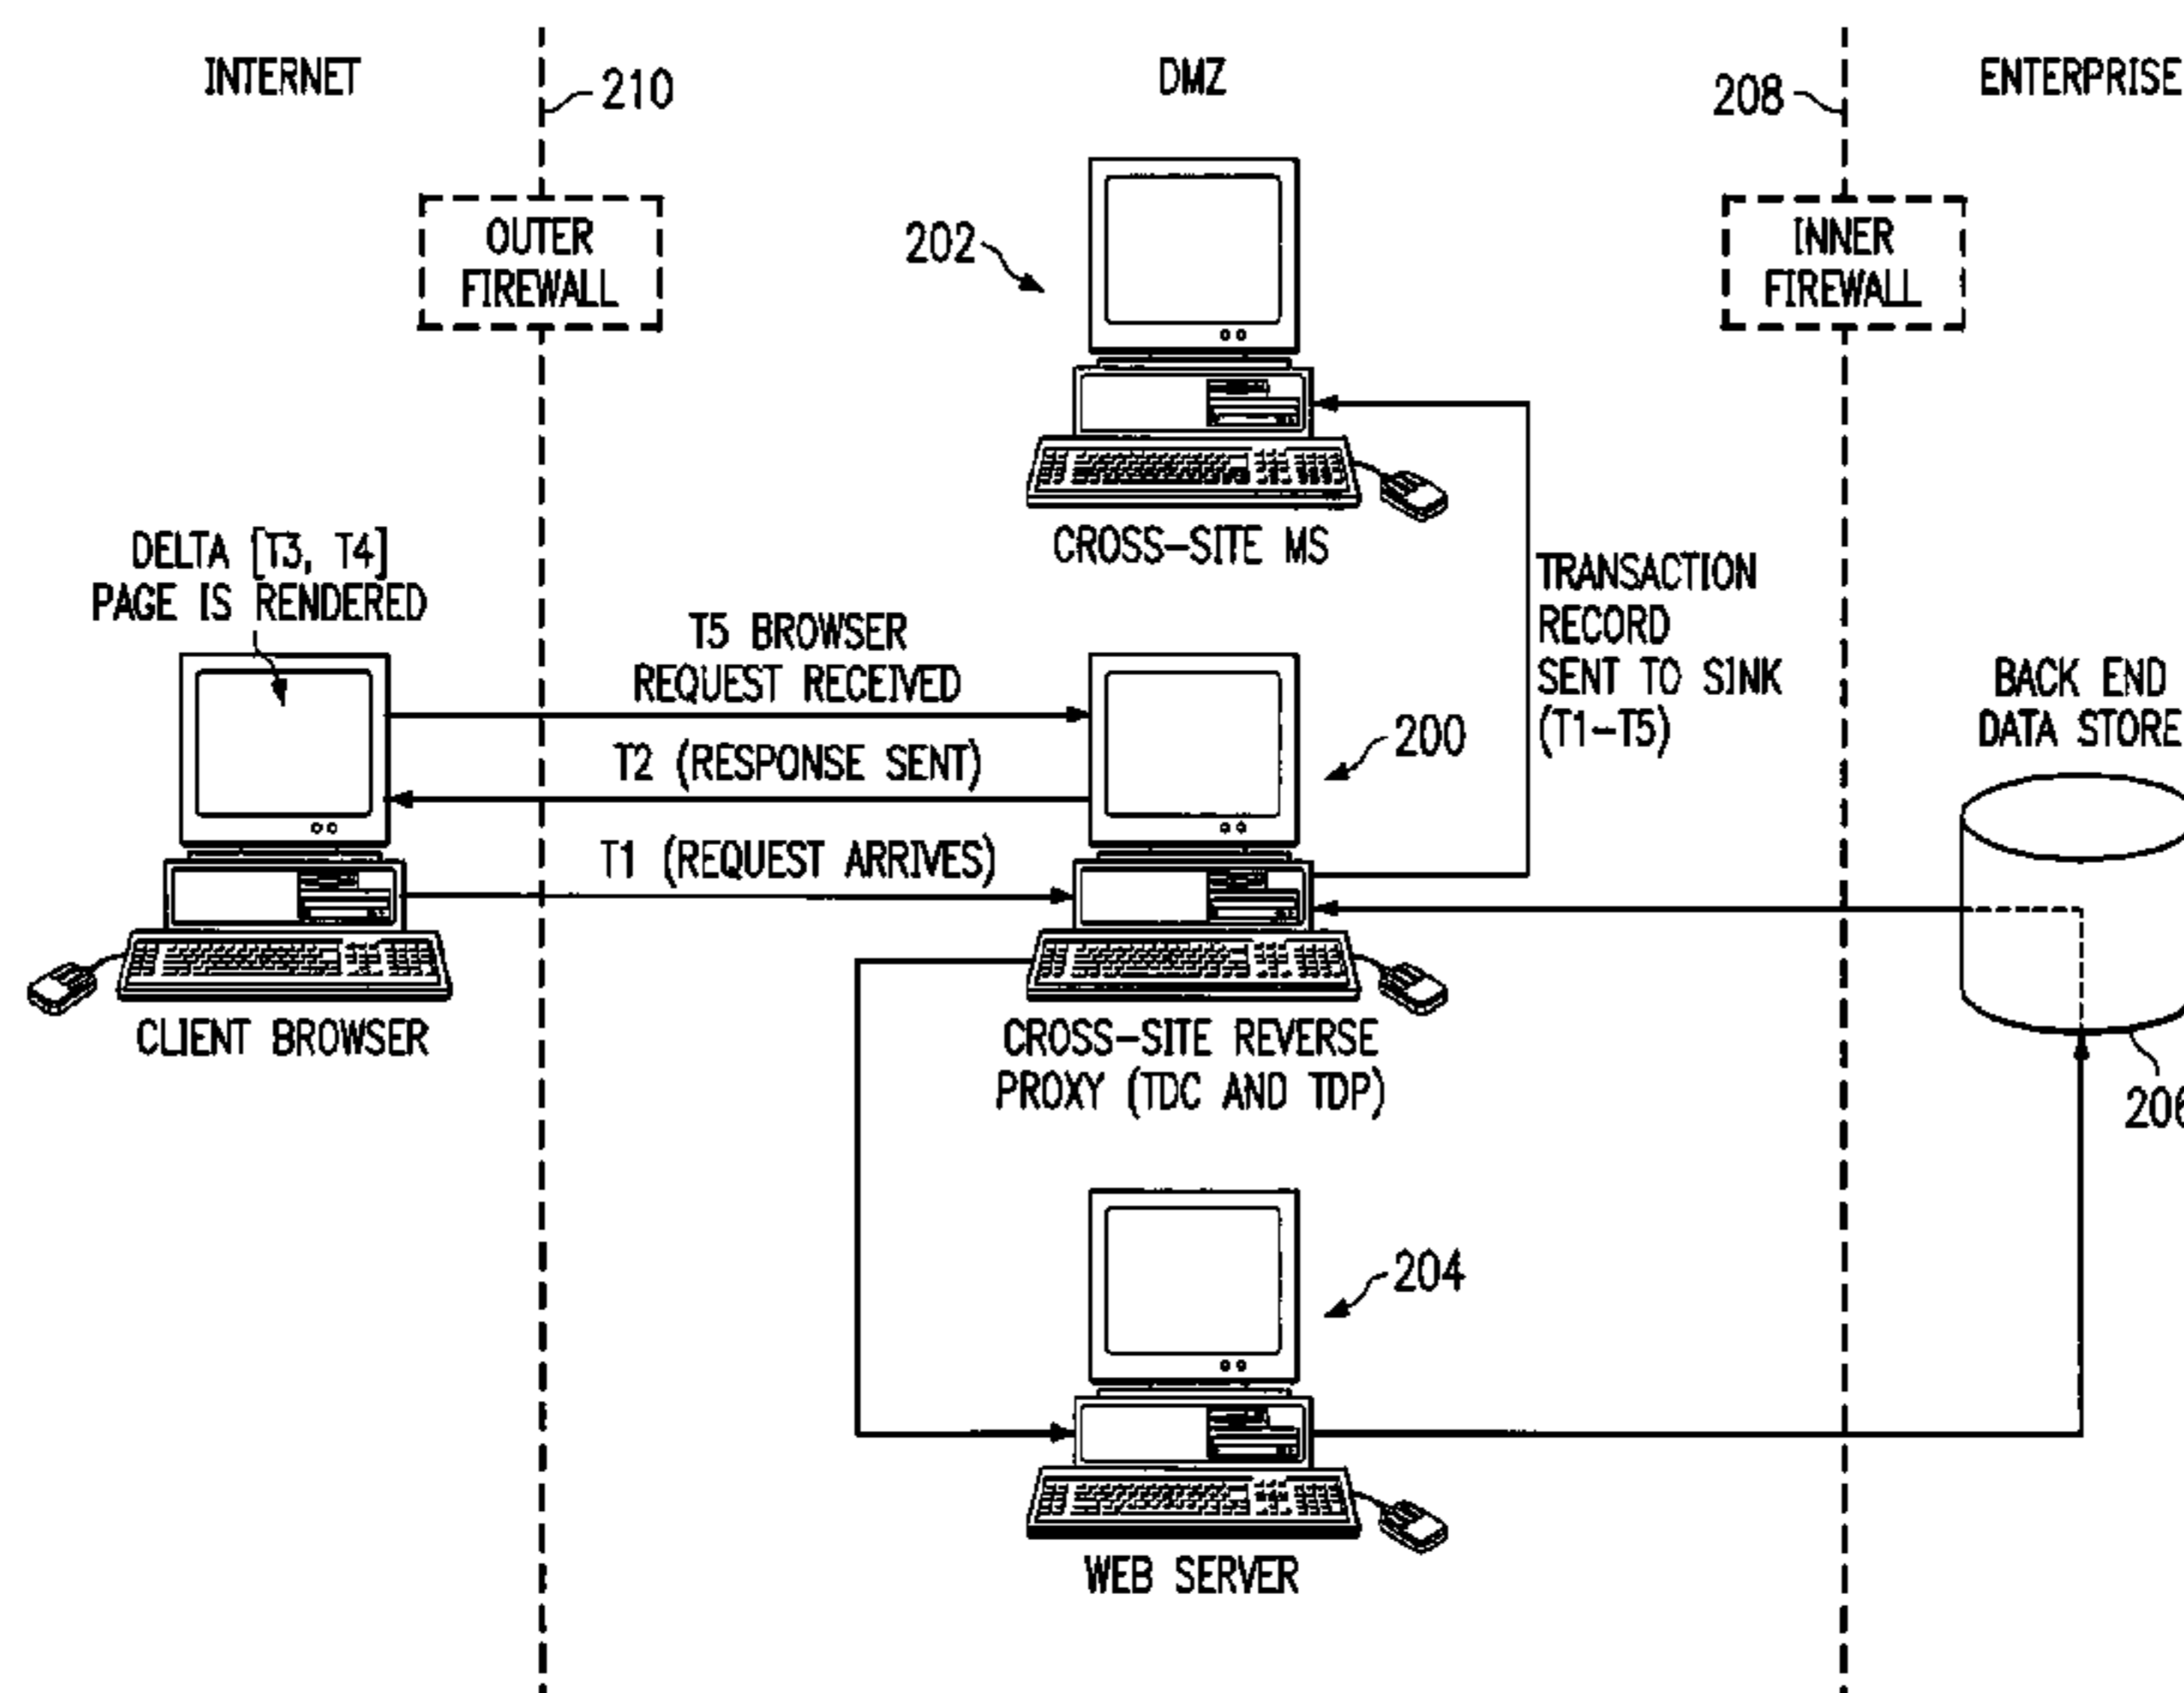 INTERNET
210
DMZ
208
ENTERPRISE
OUTER
FIREWALL
202
INNER
FIREWALL
CROSS-SITE MS
DELTA [T3, T4]
PAGE IS RENDERED
T5 BROWSER
REQUEST RECEIVED
T2 (RESPONSE SENT)
T1 (REQUEST ARRIVES)
200
TRANSACTION
RECORD
SENT TO SINK
(T1-T5)
BACK END
DATA STORE
CLIENT BROWSER
CROSS-SITE REVERSE
PROXY (TDC AND TDP)
206
204
WEB SERVER